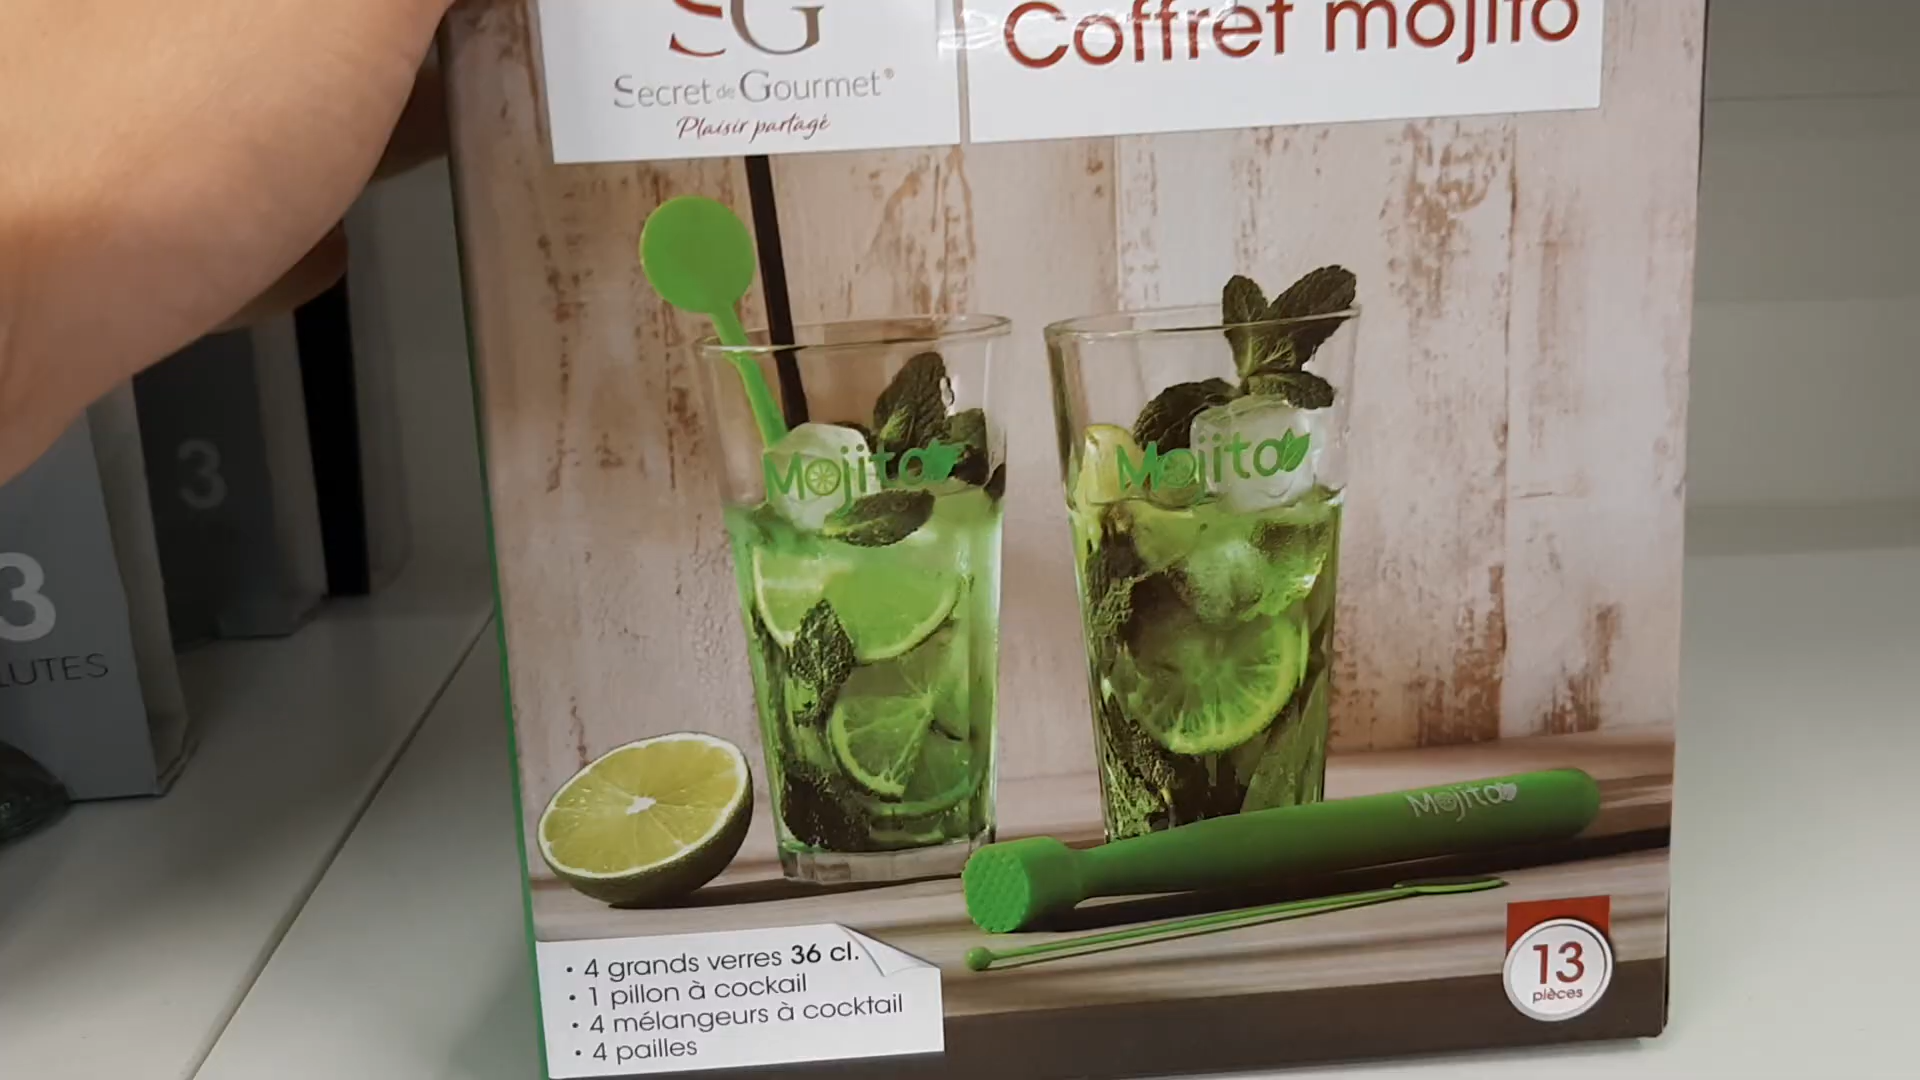 SG
Secret de Gourmet®
Plaisir partagé
Coffret mojito
Mojito
Mojito
Mojito
3
3
LUTES
• 4 grands verres 36 cl.
• 1 pillon à cockail
• 4 mélangeurs à cocktail
• 4 pailles
13
pièces